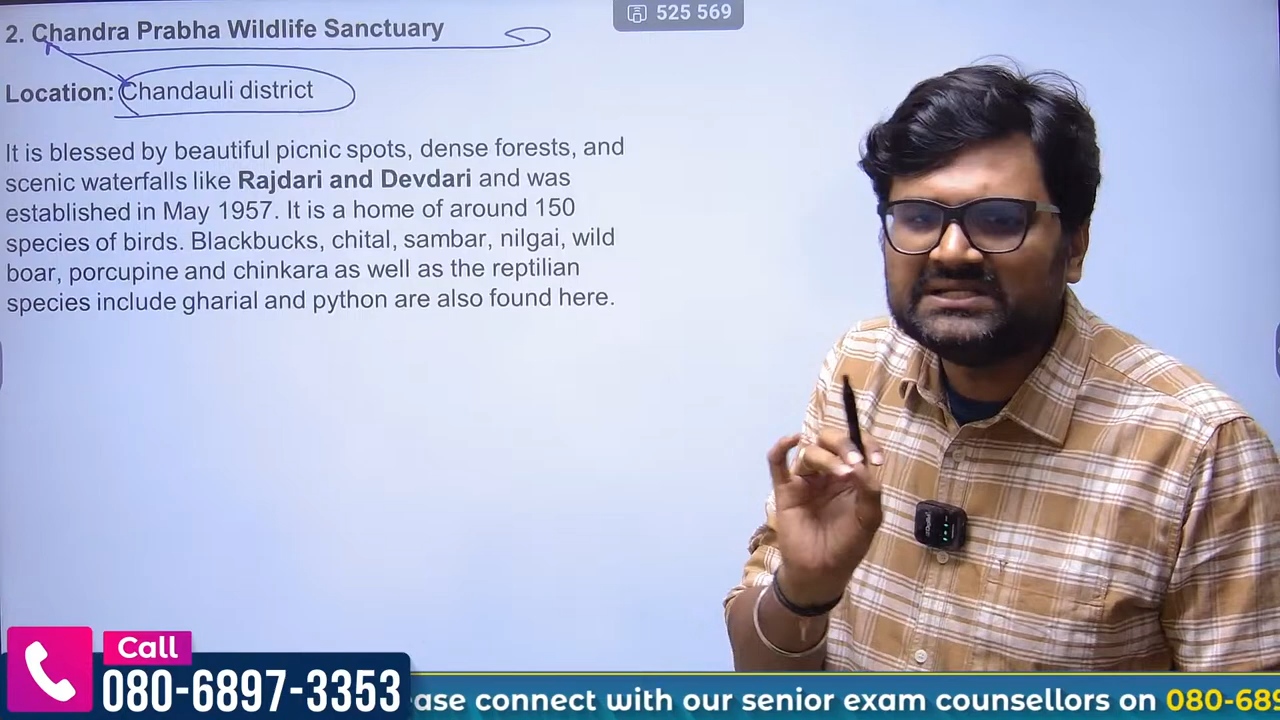 525 569
2. Chandra Prabha Wildlife Sanctuary
Location: Chandauli district
It is blessed by beautiful picnic spots, dense forests, and
scenic waterfalls like Rajdari and Devdari and was
established in May 1957. It is a home of around 150
species of birds. Blackbucks, chital, sambar, nilgai, wild
boar, porcupine and chinkara as well as the reptilian
species include gharial and python are also found here.
Call
080-6897-3353
ase connect with our senior exam counsellors on 080-689